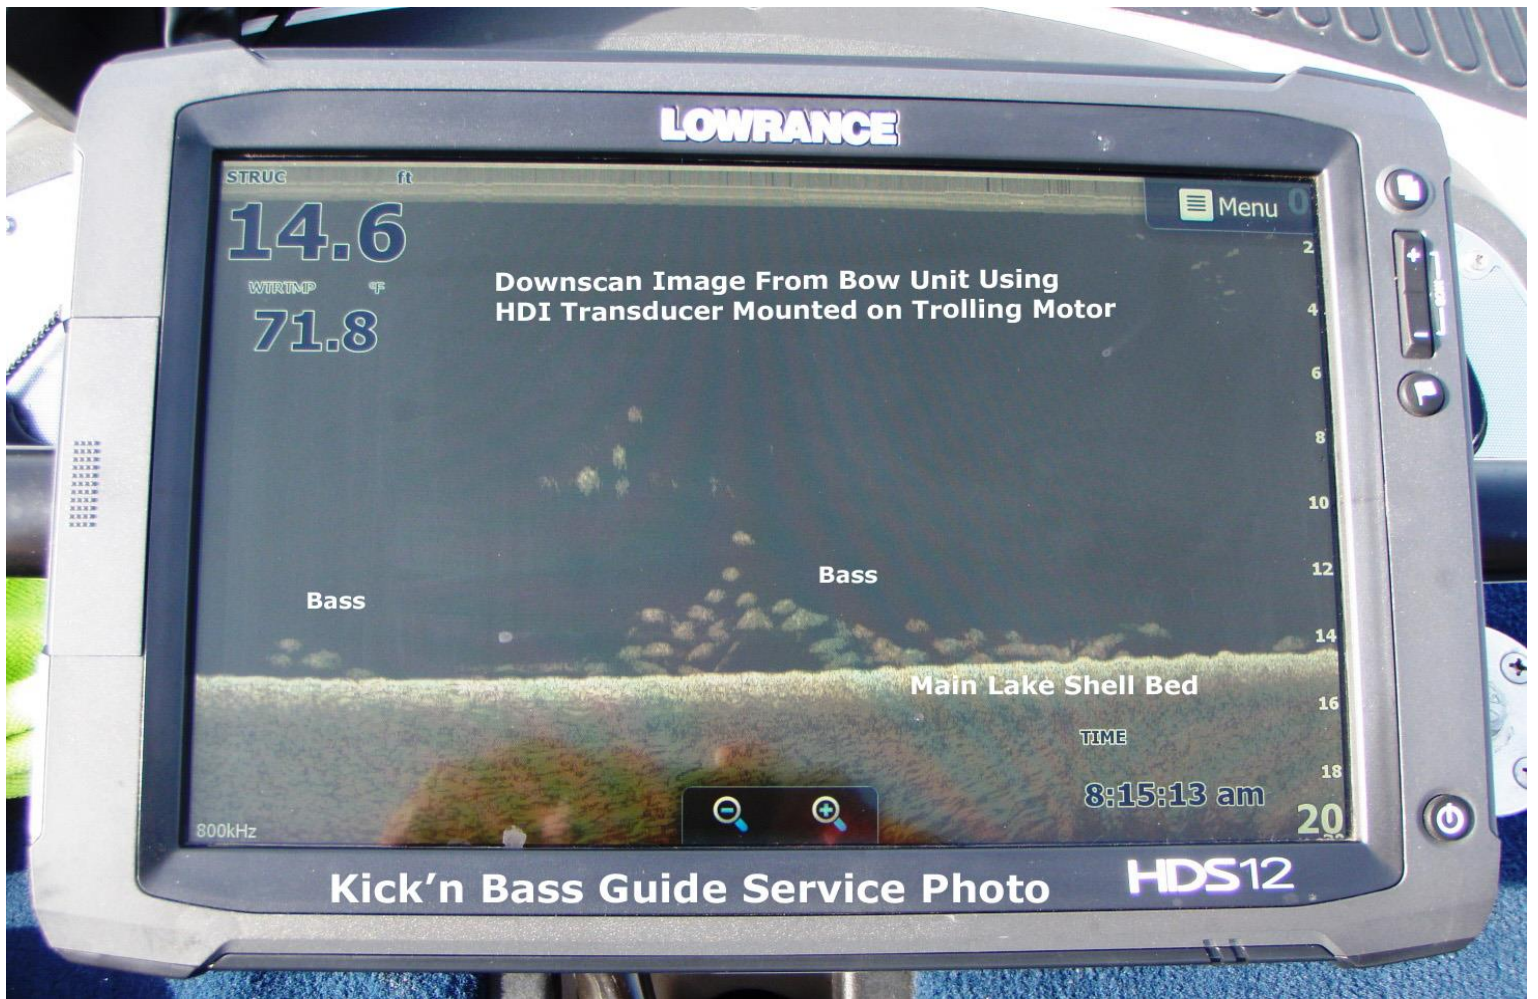 LOWRANCE
STRUC ft
14.6
WTRTMP °F
71.8
Menu 0
Downscan Image From Bow Unit Using
HDI Transducer Mounted on Trolling Motor
2
4
6
8
10
12
14
16
18
20
Bass
Bass
Main Lake Shell Bed
TIME
8:15:13 am
800kHz
Kick'n Bass Guide Service Photo
HDS12
+
-